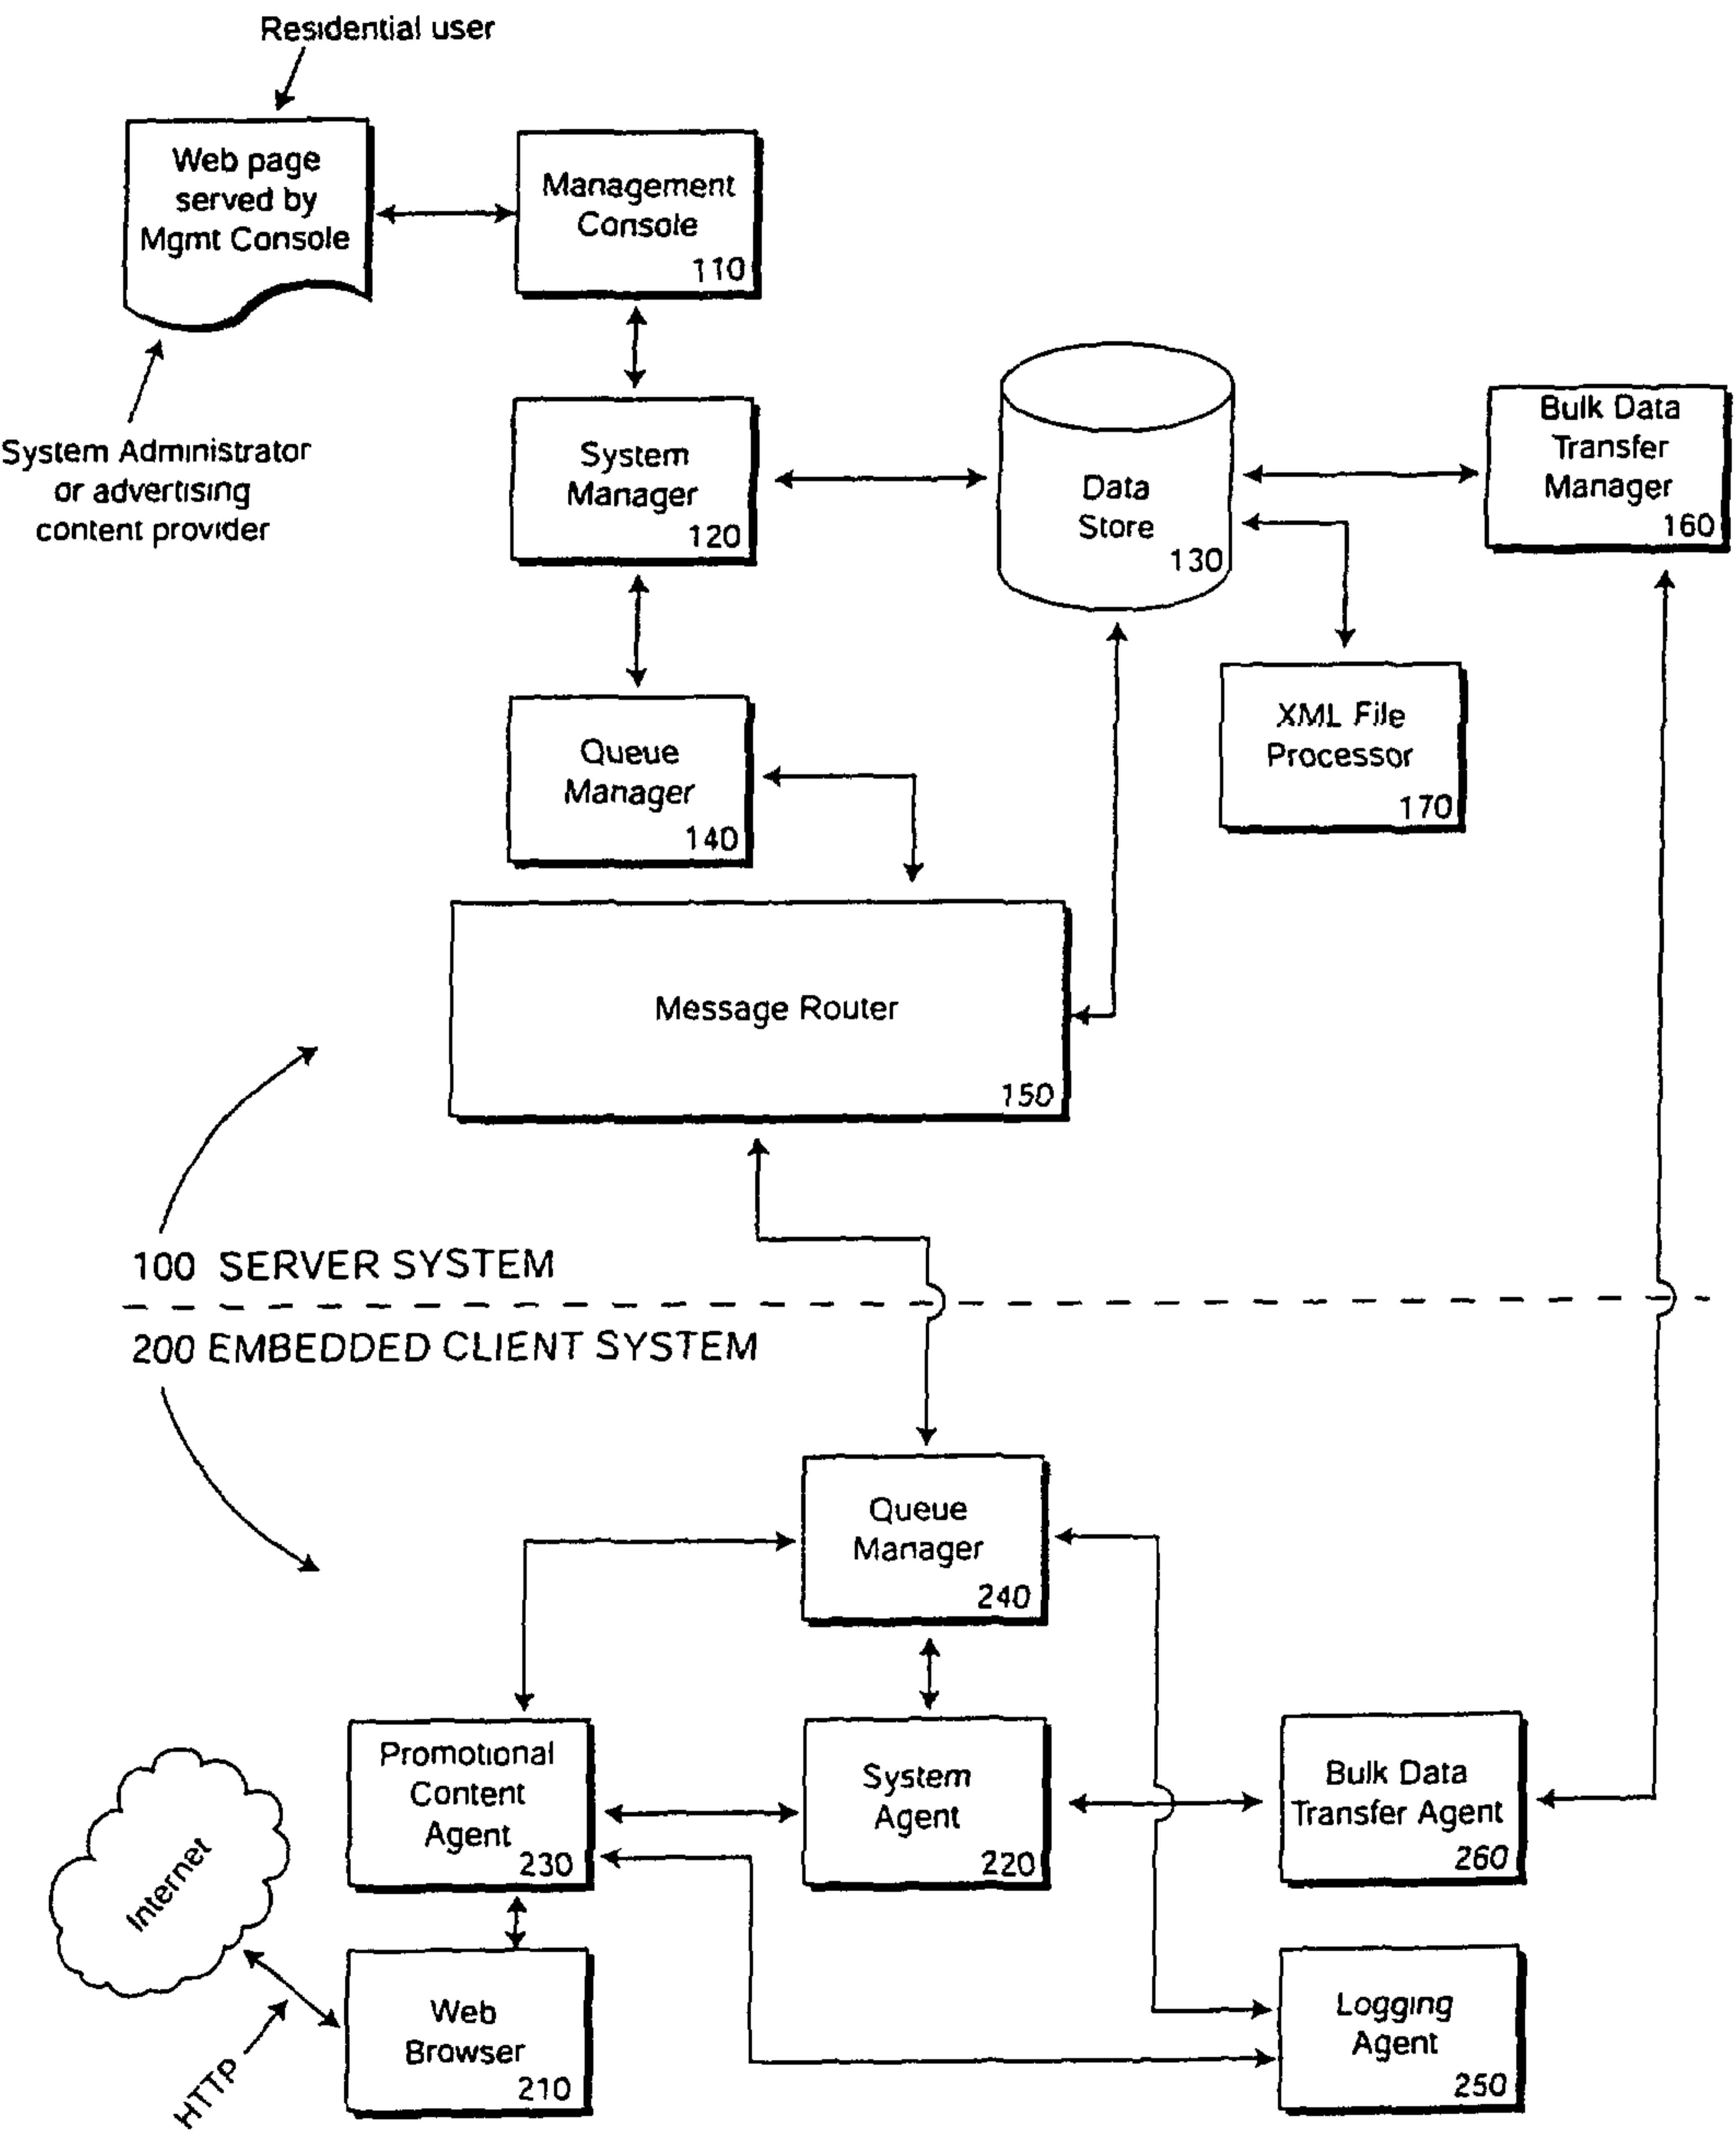 Residential user
Web page
served by
Mgmt Console
Management
Console
110
System Administrator
or advertising
content provider
System
Manager
120
Data
Store
130
Bulk Data
Transfer
Manager
160
XML File
Processor
170
Queue
Manager
140
Message Router
150
100 SERVER SYSTEM
200 EMBEDDED CLIENT SYSTEM
Queue
Manager
240
Promotional
Content
Agent
230
System
Agent
220
Bulk Data
Transfer Agent
260
Internet
HTTP
Web
Browser
210
Logging
Agent
250